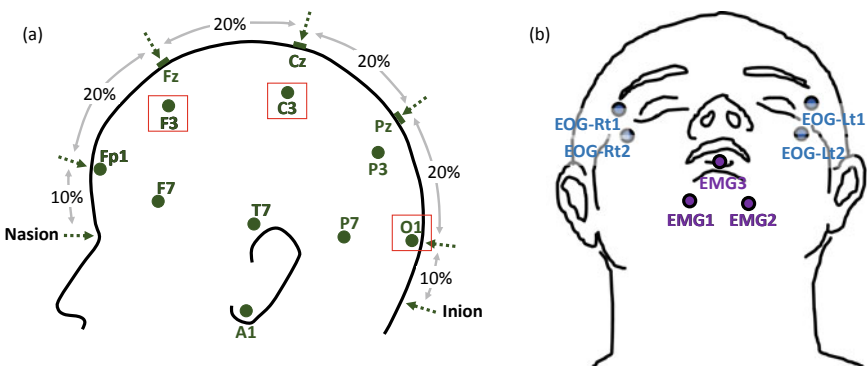 (a)
20%
20%
Fz
Cz
20%
F3
C3
20%
Pz
Fp1
P3
20%
10%
F7
T7
P7
O1
Nasion
10%
A1
Inion
(b)
EOG-Rt1
EOG-Lt1
EOG-Rt2
EOG-Lt2
EMG3
EMG1
EMG2